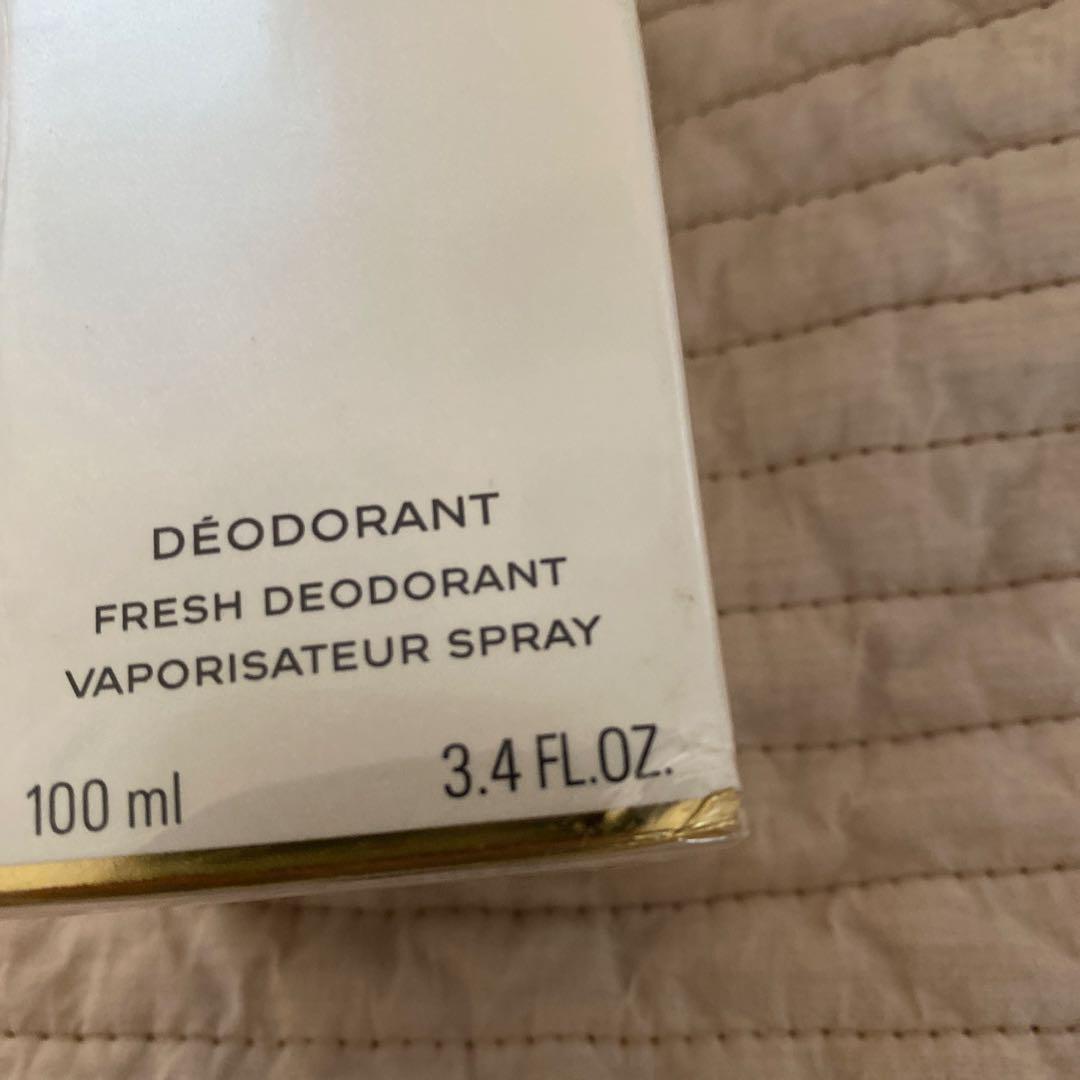 DÉODORANT
FRESH DEODORANT
VAPORISATEUR SPRAY
100 ml 3.4 FL.OZ.